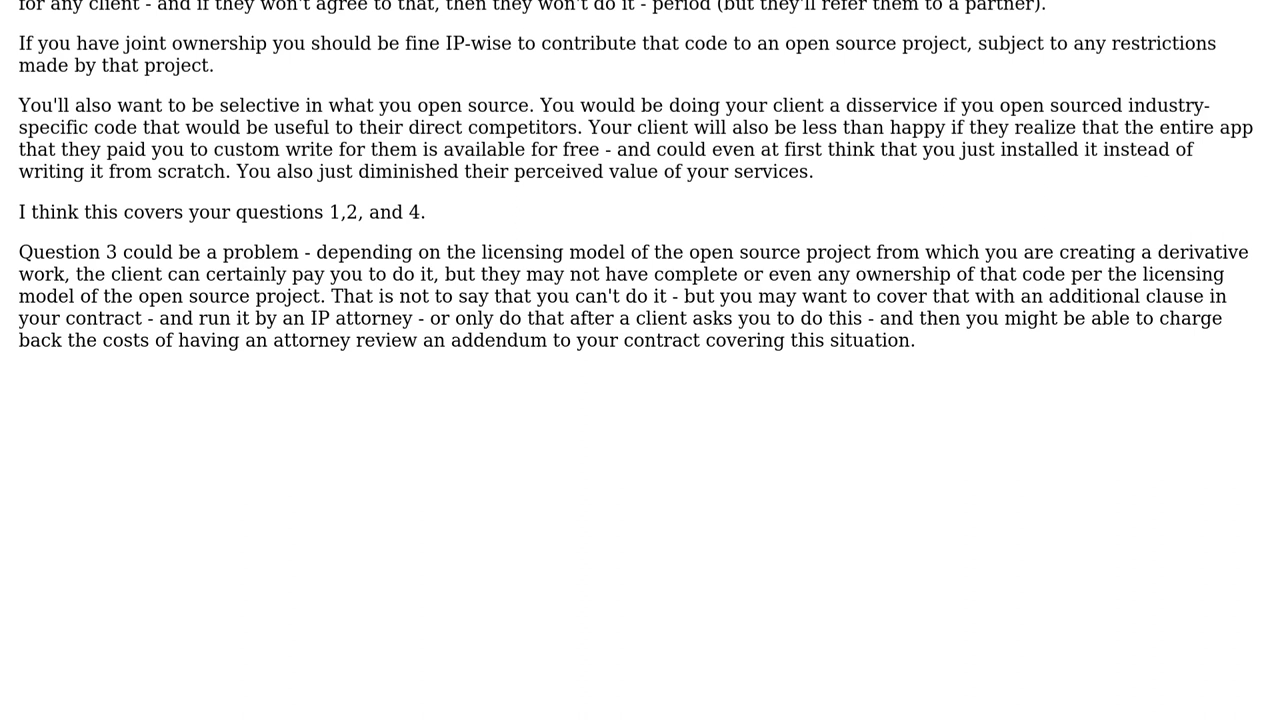 for any client - and if they won't agree to that, then they won't do it - period (but they'll refer them to a partner).
If you have joint ownership you should be fine IP-wise to contribute that code to an open source project, subject to any restrictions
made by that project.
You'll also want to be selective in what you open source. You would be doing your client a disservice if you open sourced industry-
specific code that would be useful to their direct competitors. Your client will also be less than happy if they realize that the entire app
that they paid you to custom write for them is available for free - and could even at first think that you just installed it instead of
writing it from scratch. You also just diminished their perceived value of your services.
I think this covers your questions 1,2, and 4.
Question 3 could be a problem - depending on the licensing model of the open source project from which you are creating a derivative
work, the client can certainly pay you to do it, but they may not have complete or even any ownership of that code per the licensing
model of the open source project. That is not to say that you can't do it - but you may want to cover that with an additional clause in
your contract - and run it by an IP attorney - or only do that after a client asks you to do this - and then you might be able to charge
back the costs of having an attorney review an addendum to your contract covering this situation.